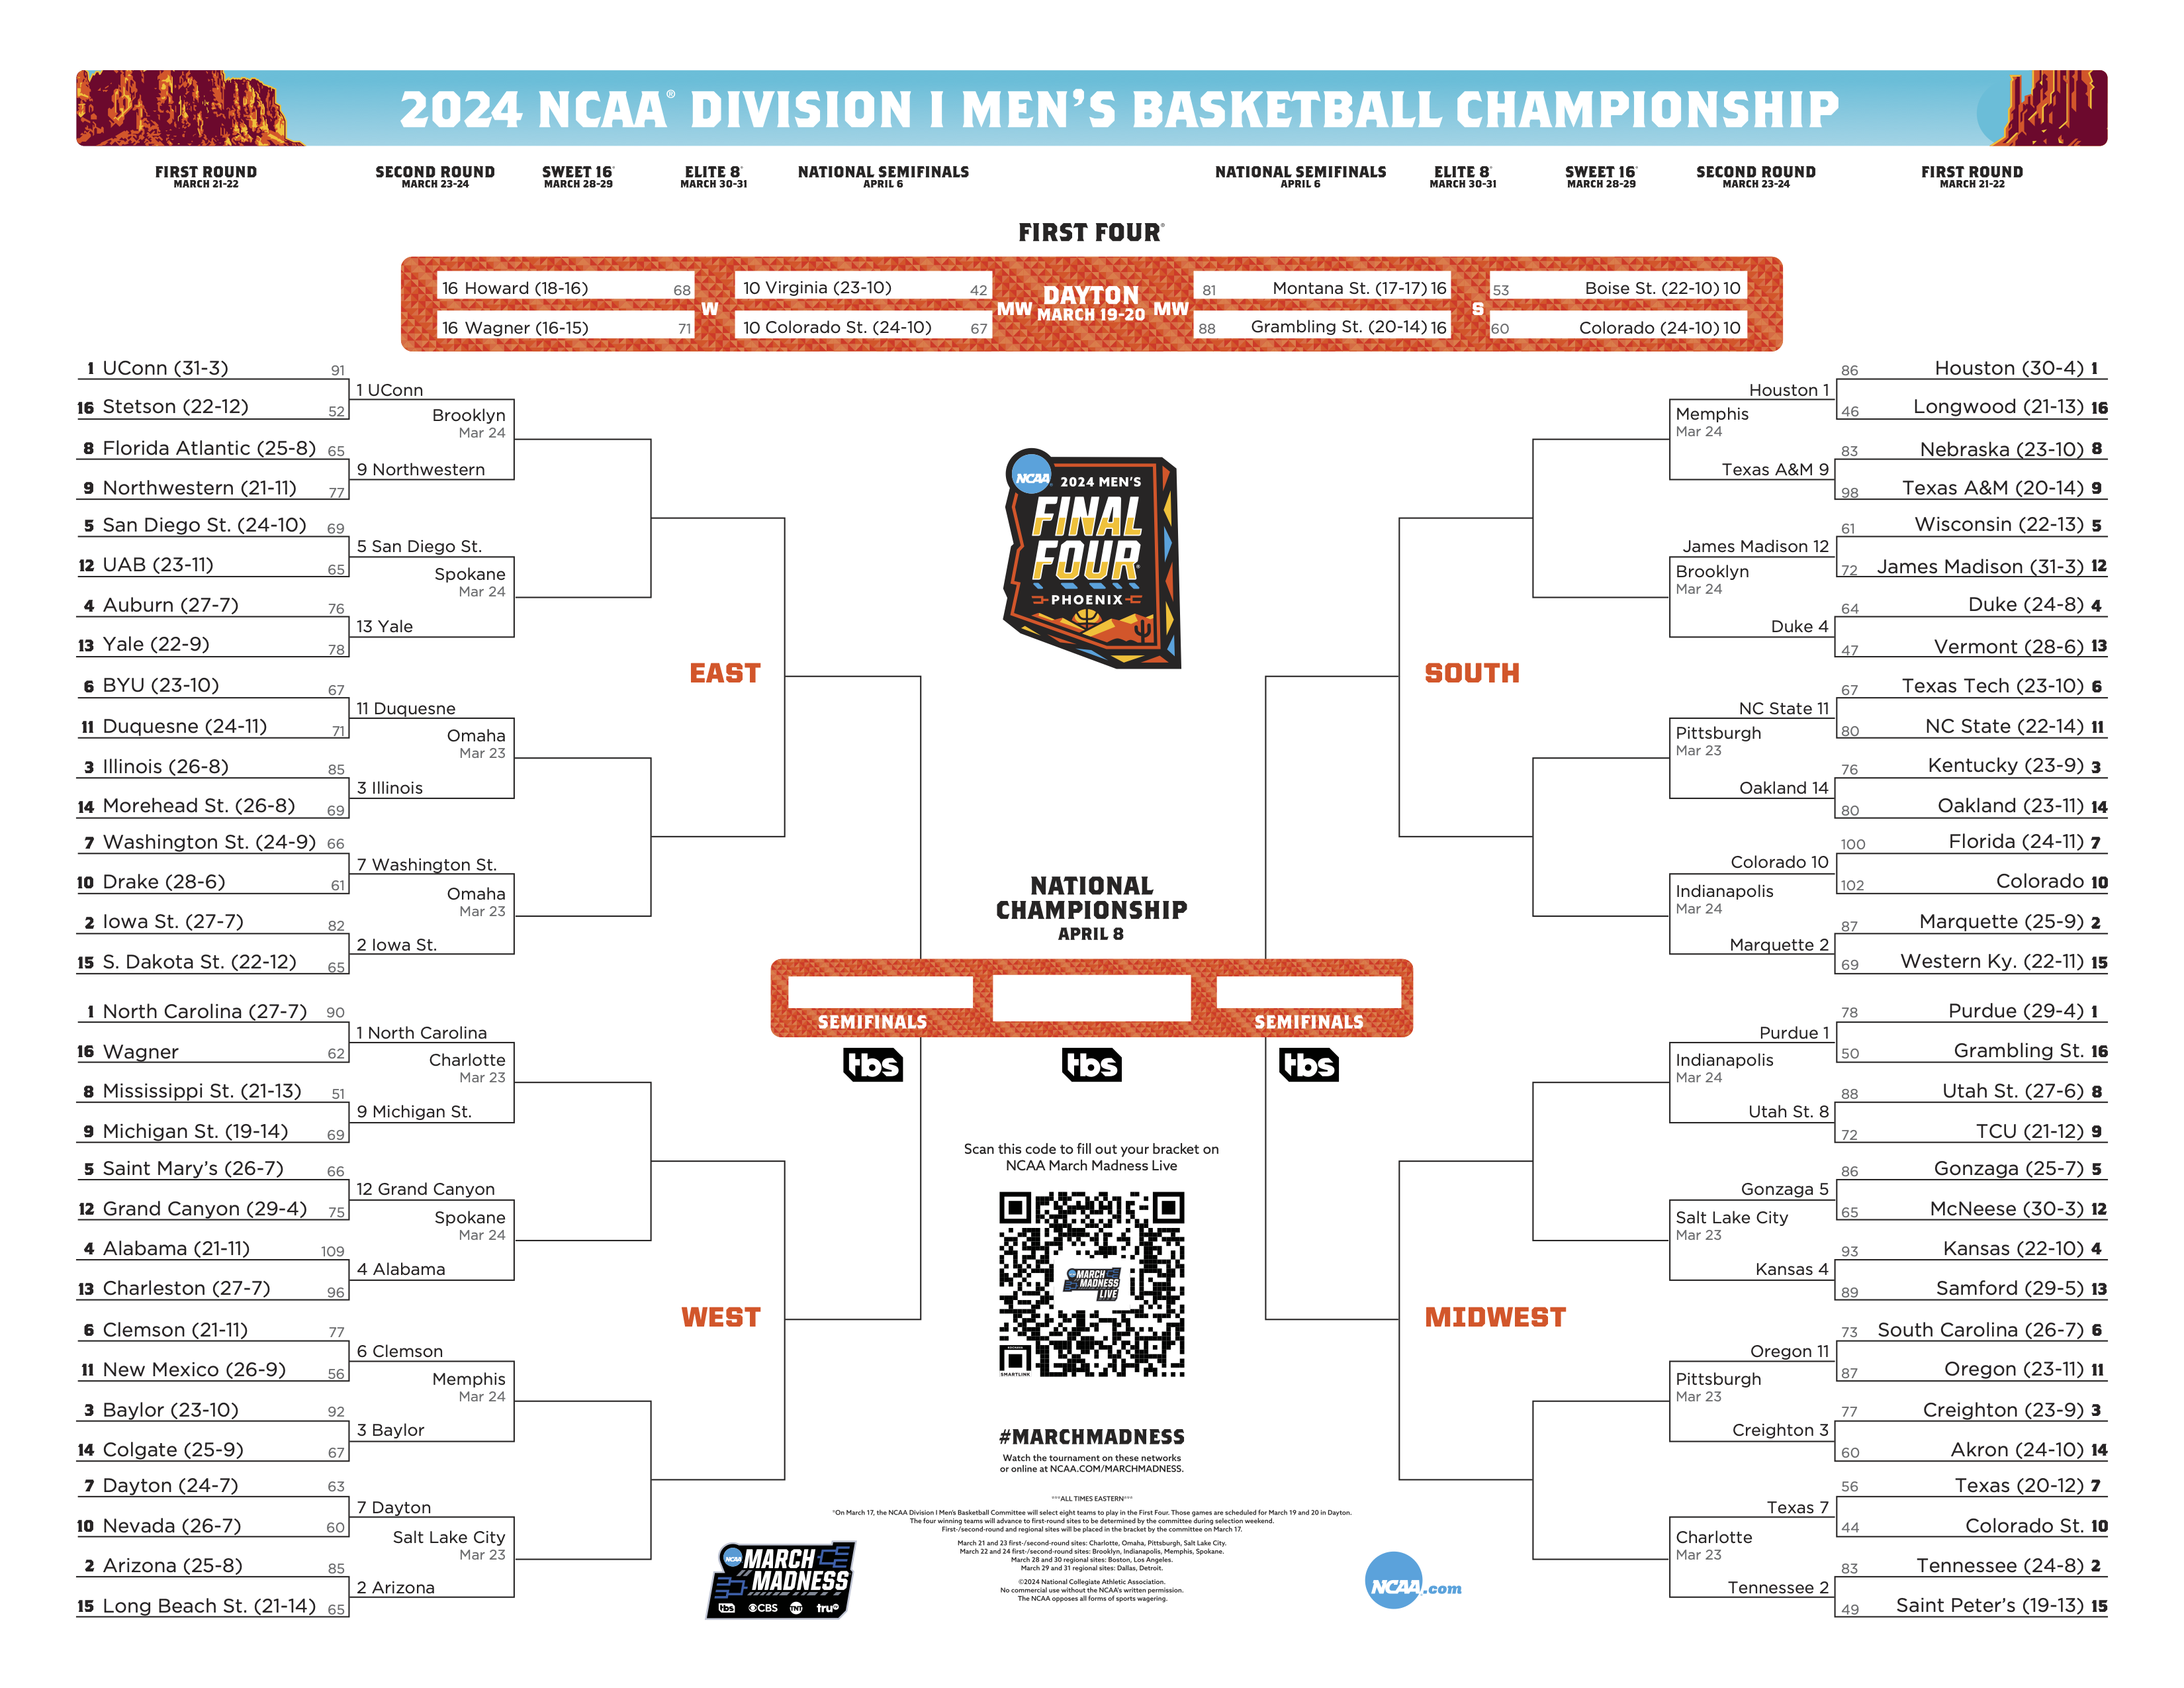 2024 NCAA® DIVISION I MEN'S BASKETBALL CHAMPIONSHIP
FIRST ROUND
MARCH 21-22
SECOND ROUND
MARCH 23-24
SWEET 16®
MARCH 28-29
ELITE 8®
MARCH 30-31
NATIONAL SEMIFINALS
APRIL 6
NATIONAL SEMIFINALS
APRIL 6
ELITE 8®
MARCH 30-31
SWEET 16®
MARCH 28-29
SECOND ROUND
MARCH 23-24
FIRST ROUND
MARCH 21-22
FIRST FOUR®
16 Howard (18-16) 68
16 Wagner (16-15) 71
W
10 Virginia (23-10) 42
10 Colorado St. (24-10) 67
MW
DAYTON
MARCH 19-20
MW
81 Montana St. (17-17) 16
88 Grambling St. (20-14) 16
S
53 Boise St. (22-10) 10
60 Colorado (24-10) 10
1 UConn (31-3) 91
16 Stetson (22-12) 52
8 Florida Atlantic (25-8) 65
9 Northwestern (21-11) 77
5 San Diego St. (24-10) 69
12 UAB (23-11) 65
4 Auburn (27-7) 76
13 Yale (22-9) 78
6 BYU (23-10) 67
11 Duquesne (24-11) 71
3 Illinois (26-8) 85
14 Morehead St. (26-8) 69
7 Washington St. (24-9) 66
10 Drake (28-6) 61
2 Iowa St. (27-7) 82
15 S. Dakota St. (22-12) 65
1 UConn
Brooklyn
Mar 24
9 Northwestern
5 San Diego St.
Spokane
Mar 24
13 Yale
11 Duquesne
Omaha
Mar 23
3 Illinois
7 Washington St.
Omaha
Mar 23
2 Iowa St.
EAST
1 North Carolina (27-7) 90
16 Wagner 62
8 Mississippi St. (21-13) 51
9 Michigan St. (19-14) 69
5 Saint Mary's (26-7) 66
12 Grand Canyon (29-4) 75
4 Alabama (21-11) 109
13 Charleston (27-7) 96
6 Clemson (21-11) 77
11 New Mexico (26-9) 56
3 Baylor (23-10) 92
14 Colgate (25-9) 67
7 Dayton (24-7) 63
10 Nevada (26-7) 60
2 Arizona (25-8) 85
15 Long Beach St. (21-14) 65
1 North Carolina
Charlotte
Mar 23
9 Michigan St.
12 Grand Canyon
Spokane
Mar 24
4 Alabama
6 Clemson
Memphis
Mar 24
3 Baylor
7 Dayton
Salt Lake City
Mar 23
2 Arizona
WEST
NCAA
2024 MEN'S
FINAL
FOUR®
PHOENIX
NATIONAL
CHAMPIONSHIP
APRIL 8
SEMIFINALS
SEMIFINALS
tbs
tbs
tbs
Scan this code to fill out your bracket on
NCAA March Madness Live
MARCH
MADNESS
LIVE
SMARTLINK
#MARCHMADNESS
Watch the tournament on these networks
or online at NCAA.COM/MARCHMADNESS.
***ALL TIMES EASTERN***
*On March 17, the NCAA Division I Men's Basketball Committee will select eight teams to play in the First Four. Those games are scheduled for March 19 and 20 in Dayton.
The four winning teams will advance to first-round sites to be determined by the committee during selection weekend.
First-/second-round and regional sites will be placed in the bracket by the committee on March 17.
March 21 and 23 first-/second-round sites: Charlotte, Omaha, Pittsburgh, Salt Lake City.
March 22 and 24 first-/second-round sites: Brooklyn, Indianapolis, Memphis, Spokane.
March 28 and 30 regional sites: Boston, Los Angeles.
March 29 and 31 regional sites: Dallas, Detroit.
©2024 National Collegiate Athletic Association.
No commercial use without the NCAA's written permission.
The NCAA opposes all forms of sports wagering.
NCAA
MARCH
MADNESS
tbs CBS TNT truTV
NCAA.com
86 Houston (30-4) 1
46 Longwood (21-13) 16
83 Nebraska (23-10) 8
98 Texas A&M (20-14) 9
61 Wisconsin (22-13) 5
72 James Madison (31-3) 12
64 Duke (24-8) 4
47 Vermont (28-6) 13
67 Texas Tech (23-10) 6
80 NC State (22-14) 11
76 Kentucky (23-9) 3
80 Oakland (23-11) 14
100 Florida (24-11) 7
102 Colorado 10
87 Marquette (25-9) 2
69 Western Ky. (22-11) 15
Houston 1
Memphis
Mar 24
Texas A&M 9
James Madison 12
Brooklyn
Mar 24
Duke 4
NC State 11
Pittsburgh
Mar 23
Oakland 14
Colorado 10
Indianapolis
Mar 24
Marquette 2
SOUTH
78 Purdue (29-4) 1
50 Grambling St. 16
88 Utah St. (27-6) 8
72 TCU (21-12) 9
86 Gonzaga (25-7) 5
65 McNeese (30-3) 12
93 Kansas (22-10) 4
89 Samford (29-5) 13
73 South Carolina (26-7) 6
87 Oregon (23-11) 11
77 Creighton (23-9) 3
60 Akron (24-10) 14
56 Texas (20-12) 7
44 Colorado St. 10
83 Tennessee (24-8) 2
49 Saint Peter's (19-13) 15
Purdue 1
Indianapolis
Mar 24
Utah St. 8
Gonzaga 5
Salt Lake City
Mar 23
Kansas 4
Oregon 11
Pittsburgh
Mar 23
Creighton 3
Texas 7
Charlotte
Mar 23
Tennessee 2
MIDWEST